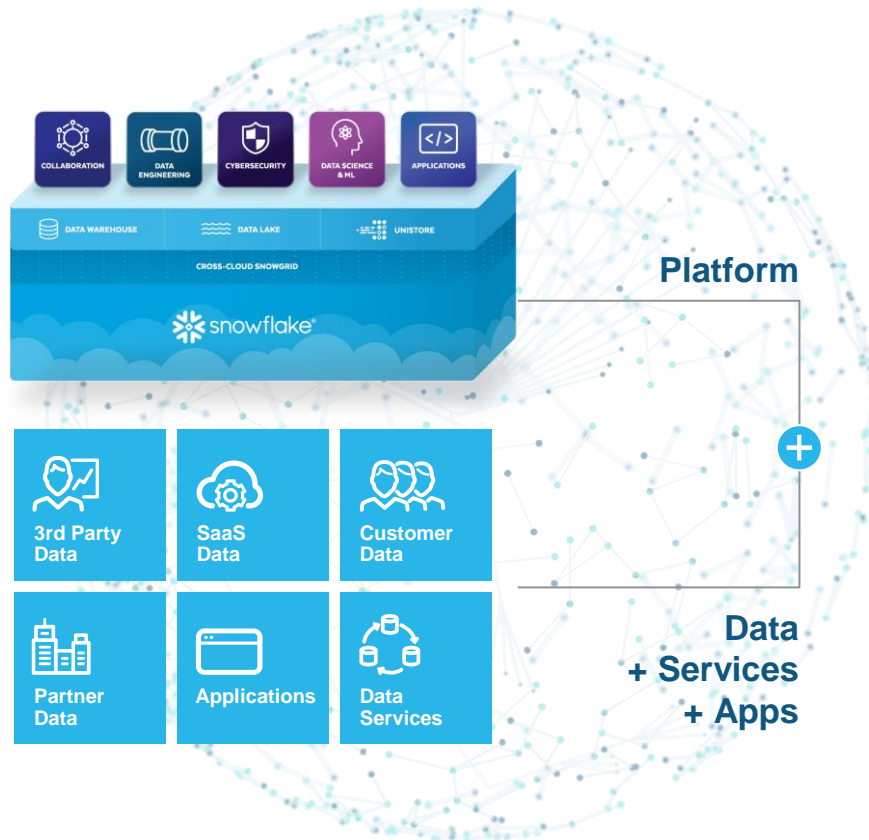 COLLABORATION
DATA
ENGINEERING
CYBERSECURITY
DATA SCIENCE
& ML
</>
APPLICATIONS
DATA WAREHOUSE
DATA LAKE
UNISTORE
CROSS-CLOUD SNOWGRID
snowflake®
Platform
3rd Party
Data
SaaS
Data
Customer
Data
Partner
Data
Applications
Data
Services
Data
+ Services
+ Apps